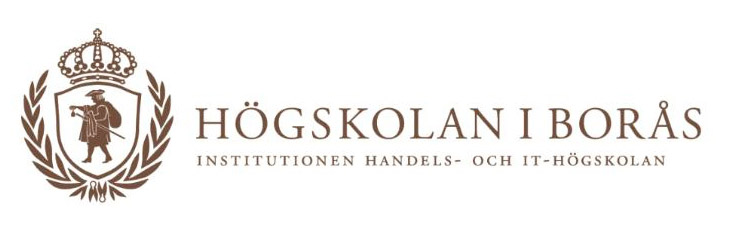 HÖGSKOLAN I BORÅS
INSTITUTIONEN HANDELS- OCH IT-HÖGSKOLAN